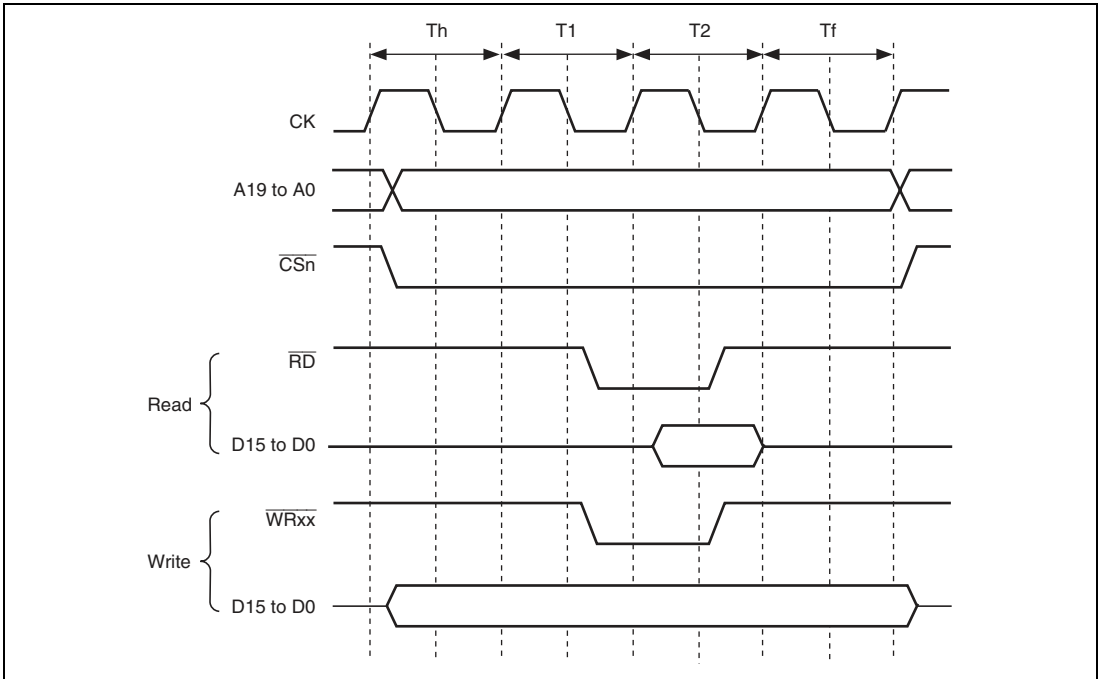 Th T1 T2 Tf
CK
A19 to A0
CSn
RD
Read
D15 to D0
WRxx
Write
D15 to D0